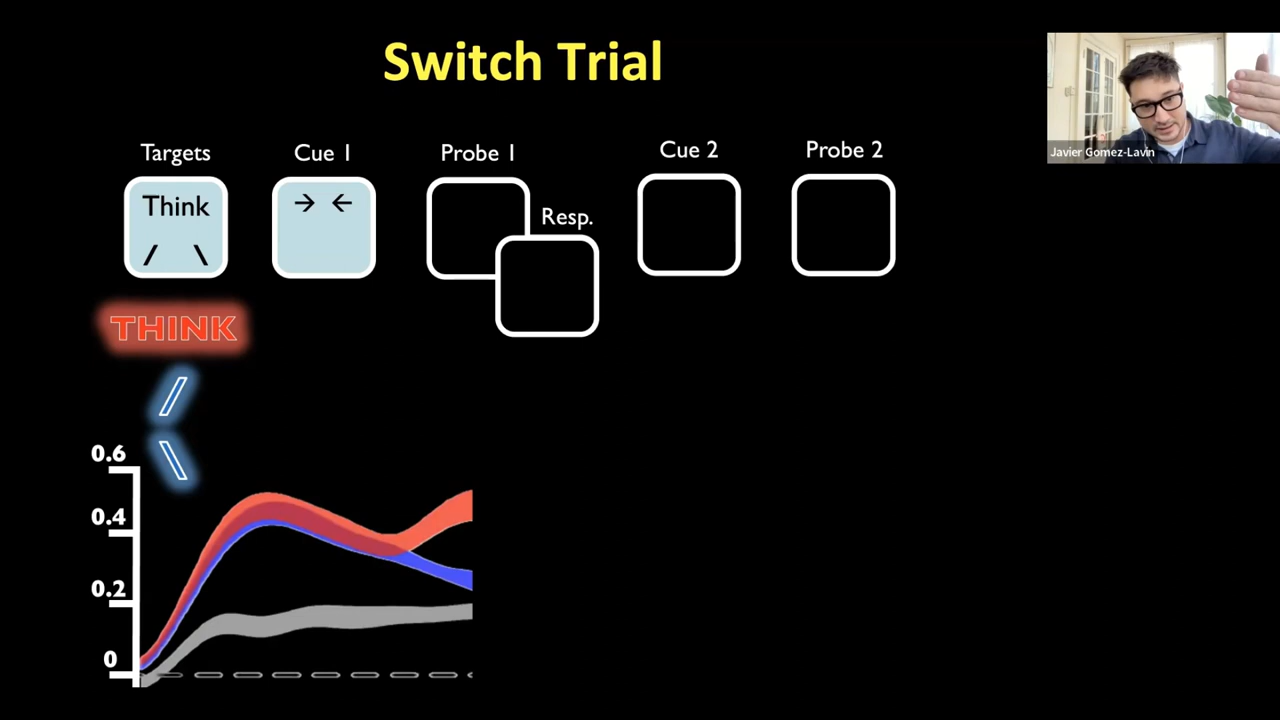 Switch Trial
Javier Gomez-Lavin
Targets
Cue 1
Probe 1
Cue 2
Probe 2
Think
/ \
→ ←
Resp.
THINK
/
\
0.6
0.4
0.2
0